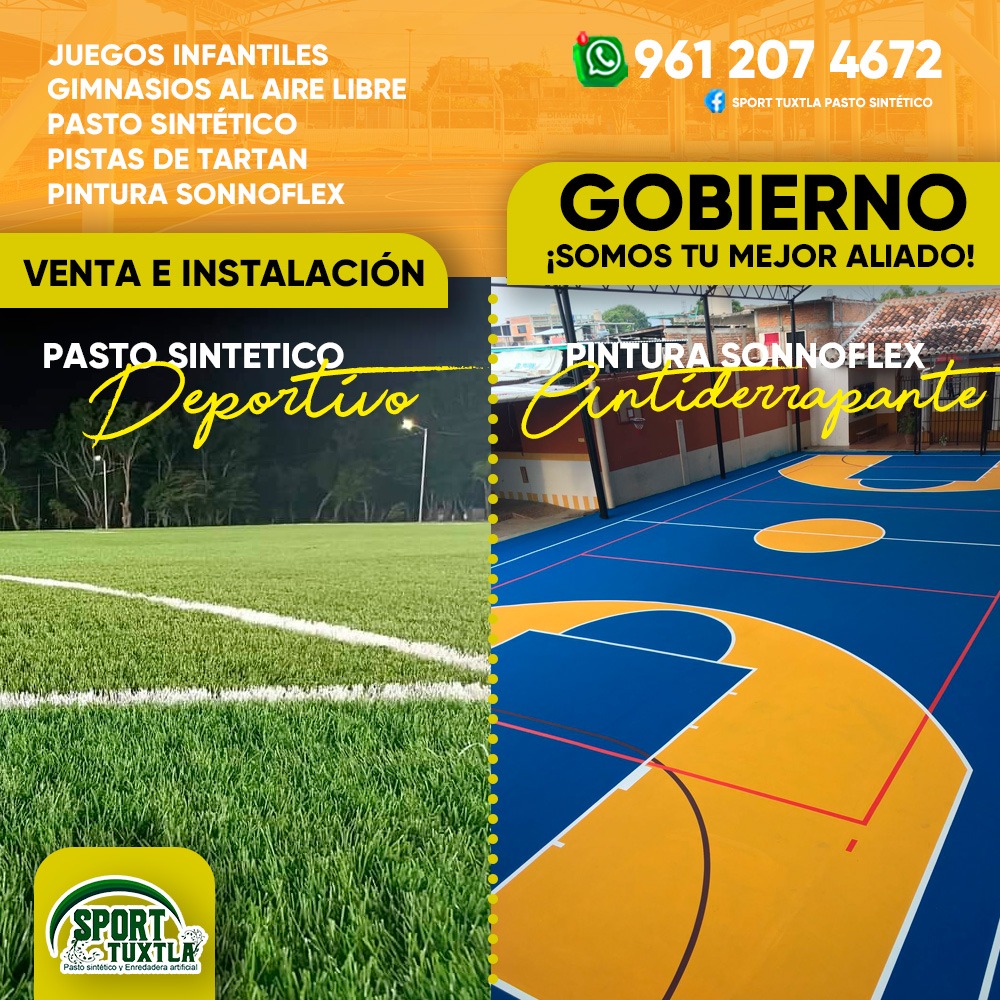 JUEGOS INFANTILES
GIMNASIOS AL AIRE LIBRE
PASTO SINTÉTICO
PISTAS DE TARTAN
PINTURA SONNOFLEX
961 207 4672
SPORT TUXTLA PASTO SINTÉTICO
GOBIERNO
¡SOMOS TU MEJOR ALIADO!
VENTA E INSTALACIÓN
PASTO SINTETICO
Deportivo
PINTURA SONNOFLEX
Antiderrapante
SPORT
TUXTLA
Pasto sintético y Enredadera artificial